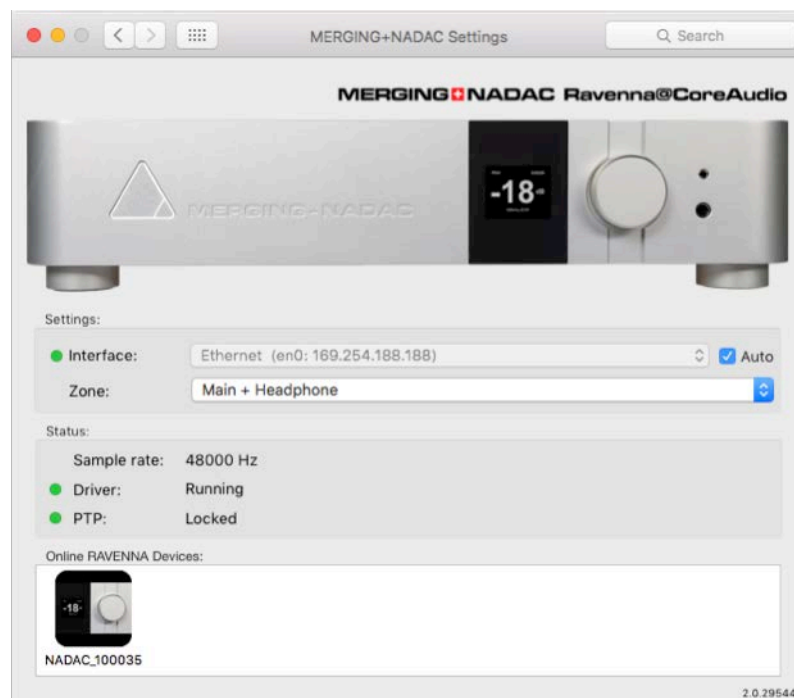 MERGING+NADAC Settings
Search
MERGING+NADAC Ravenna@CoreAudio
MERGING+NADAC
-18 dB
Settings:
Interface: Ethernet (en0: 169.254.188.188) Auto
Zone: Main + Headphone
Status:
Sample rate: 48000 Hz
Driver: Running
PTP: Locked
Online RAVENNA Devices:
-18
NADAC_100035
2.0.29544